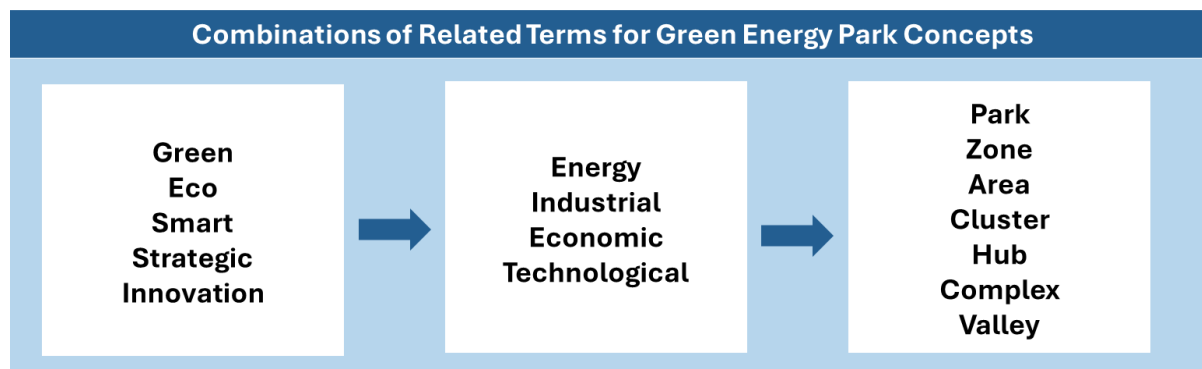 Combinations of Related Terms for Green Energy Park Concepts
Green
Eco
Smart
Strategic
Innovation
Energy
Industrial
Economic
Technological
Park
Zone
Area
Cluster
Hub
Complex
Valley